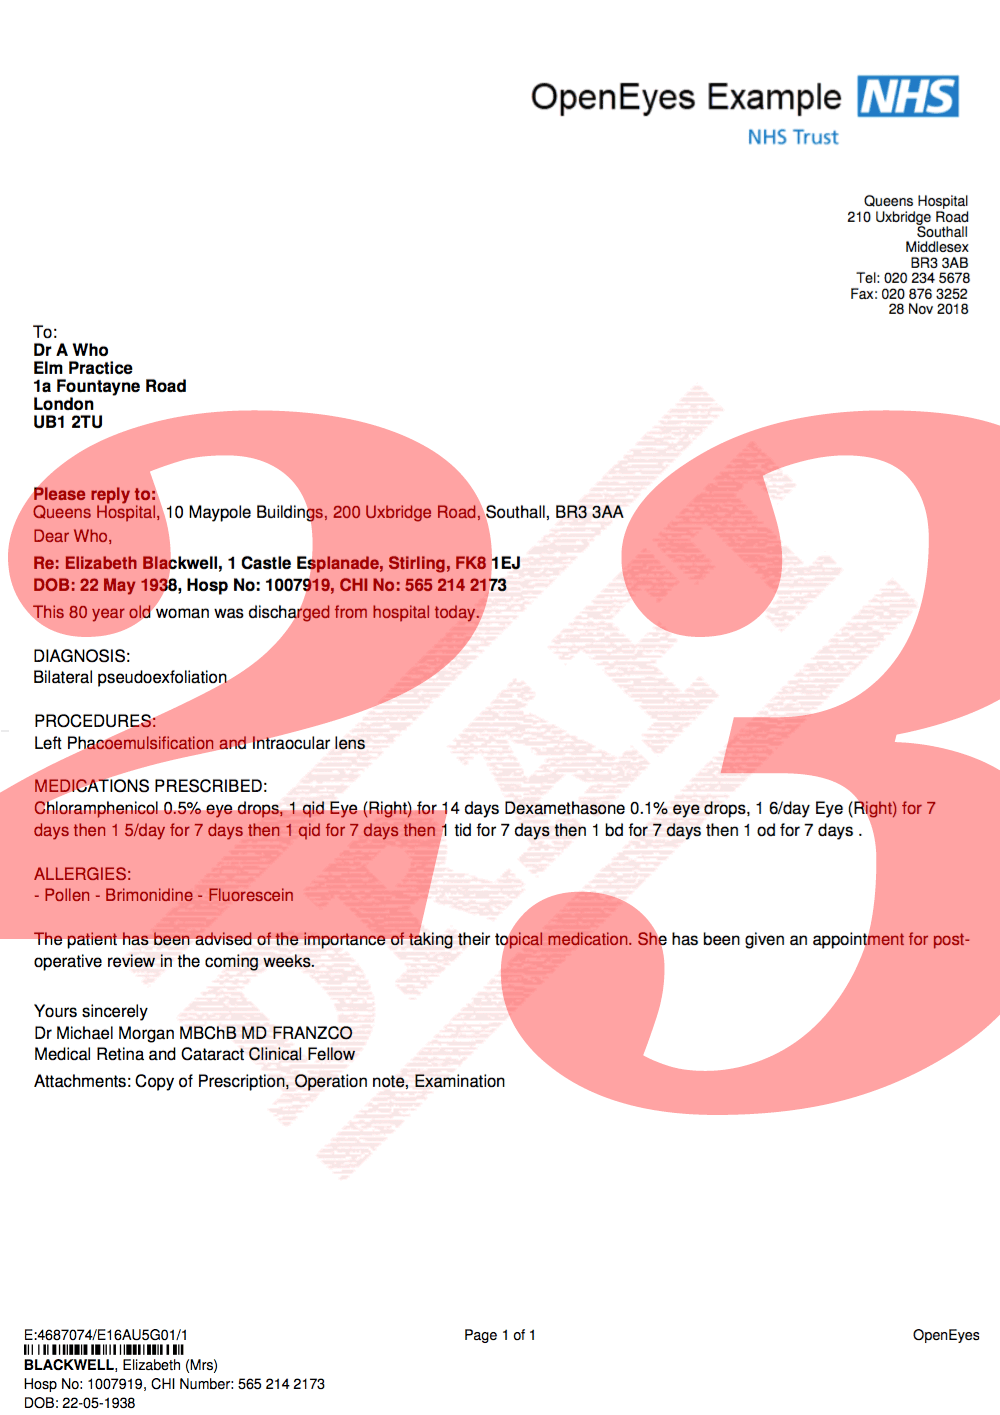 OpenEyes Example NHS
NHS Trust
Queens Hospital
210 Uxbridge Road
Southall
Middlesex
BR3 3AB
Tel: 020 234 5678
Fax: 020 876 3252
28 Nov 2018
To:
Dr A Who
Elm Practice
1a Fountayne Road
London
UB1 2TU
23
DRAFT
Please reply to:
Queens Hospital, 10 Maypole Buildings, 200 Uxbridge Road, Southall, BR3 3AA
Dear Who,
Re: Elizabeth Blackwell, 1 Castle Esplanade, Stirling, FK8 1EJ
DOB: 22 May 1938, Hosp No: 1007919, CHI No: 565 214 2173
This 80 year old woman was discharged from hospital today.
DIAGNOSIS:
Bilateral pseudoexfoliation
PROCEDURES:
Left Phacoemulsification and Intraocular lens
MEDICATIONS PRESCRIBED:
Chloramphenicol 0.5% eye drops, 1 qid Eye (Right) for 14 days Dexamethasone 0.1% eye drops, 1 6/day Eye (Right) for 7
days then 1 5/day for 7 days then 1 qid for 7 days then 1 tid for 7 days then 1 bd for 7 days then 1 od for 7 days .
ALLERGIES:
- Pollen - Brimonidine - Fluorescein
The patient has been advised of the importance of taking their topical medication. She has been given an appointment for post-
operative review in the coming weeks.
Yours sincerely
Dr Michael Morgan MBChB MD FRANZCO
Medical Retina and Cataract Clinical Fellow
Attachments: Copy of Prescription, Operation note, Examination
E:4687074/E16AU5G01/1 Page 1 of 1 OpenEyes
BLACKWELL, Elizabeth (Mrs)
Hosp No: 1007919, CHI Number: 565 214 2173
DOB: 22-05-1938